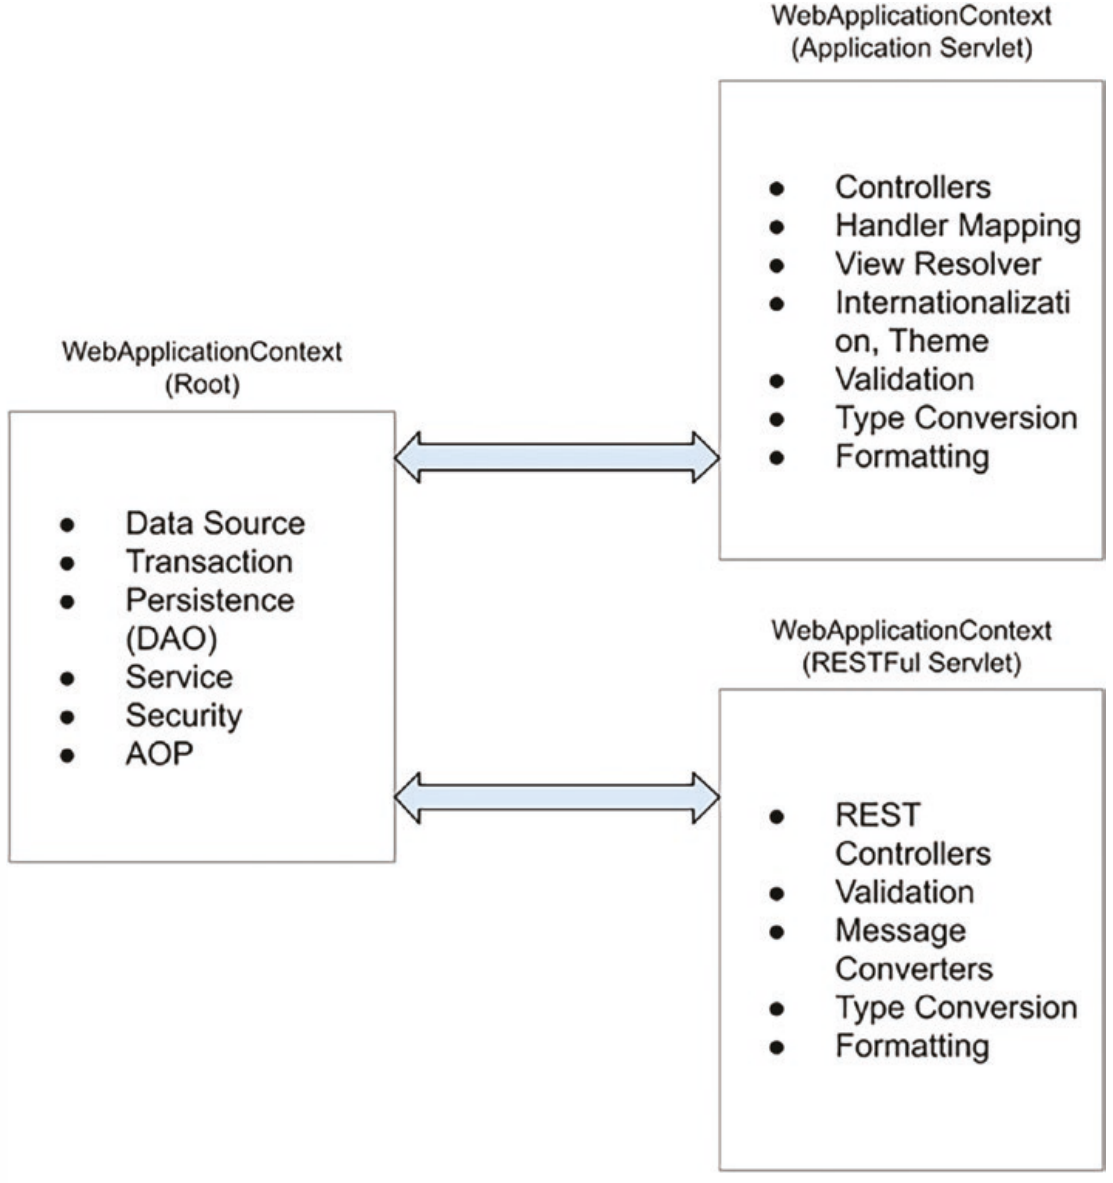 WebApplicationContext
(Application Servlet)
● Controllers
● Handler Mapping
● View Resolver
● Internationalizati
on, Theme
● Validation
● Type Conversion
● Formatting
WebApplicationContext
(Root)
● Data Source
● Transaction
● Persistence
(DAO)
● Service
● Security
● AOP
WebApplicationContext
(RESTFul Servlet)
● REST
Controllers
● Validation
● Message
Converters
● Type Conversion
● Formatting